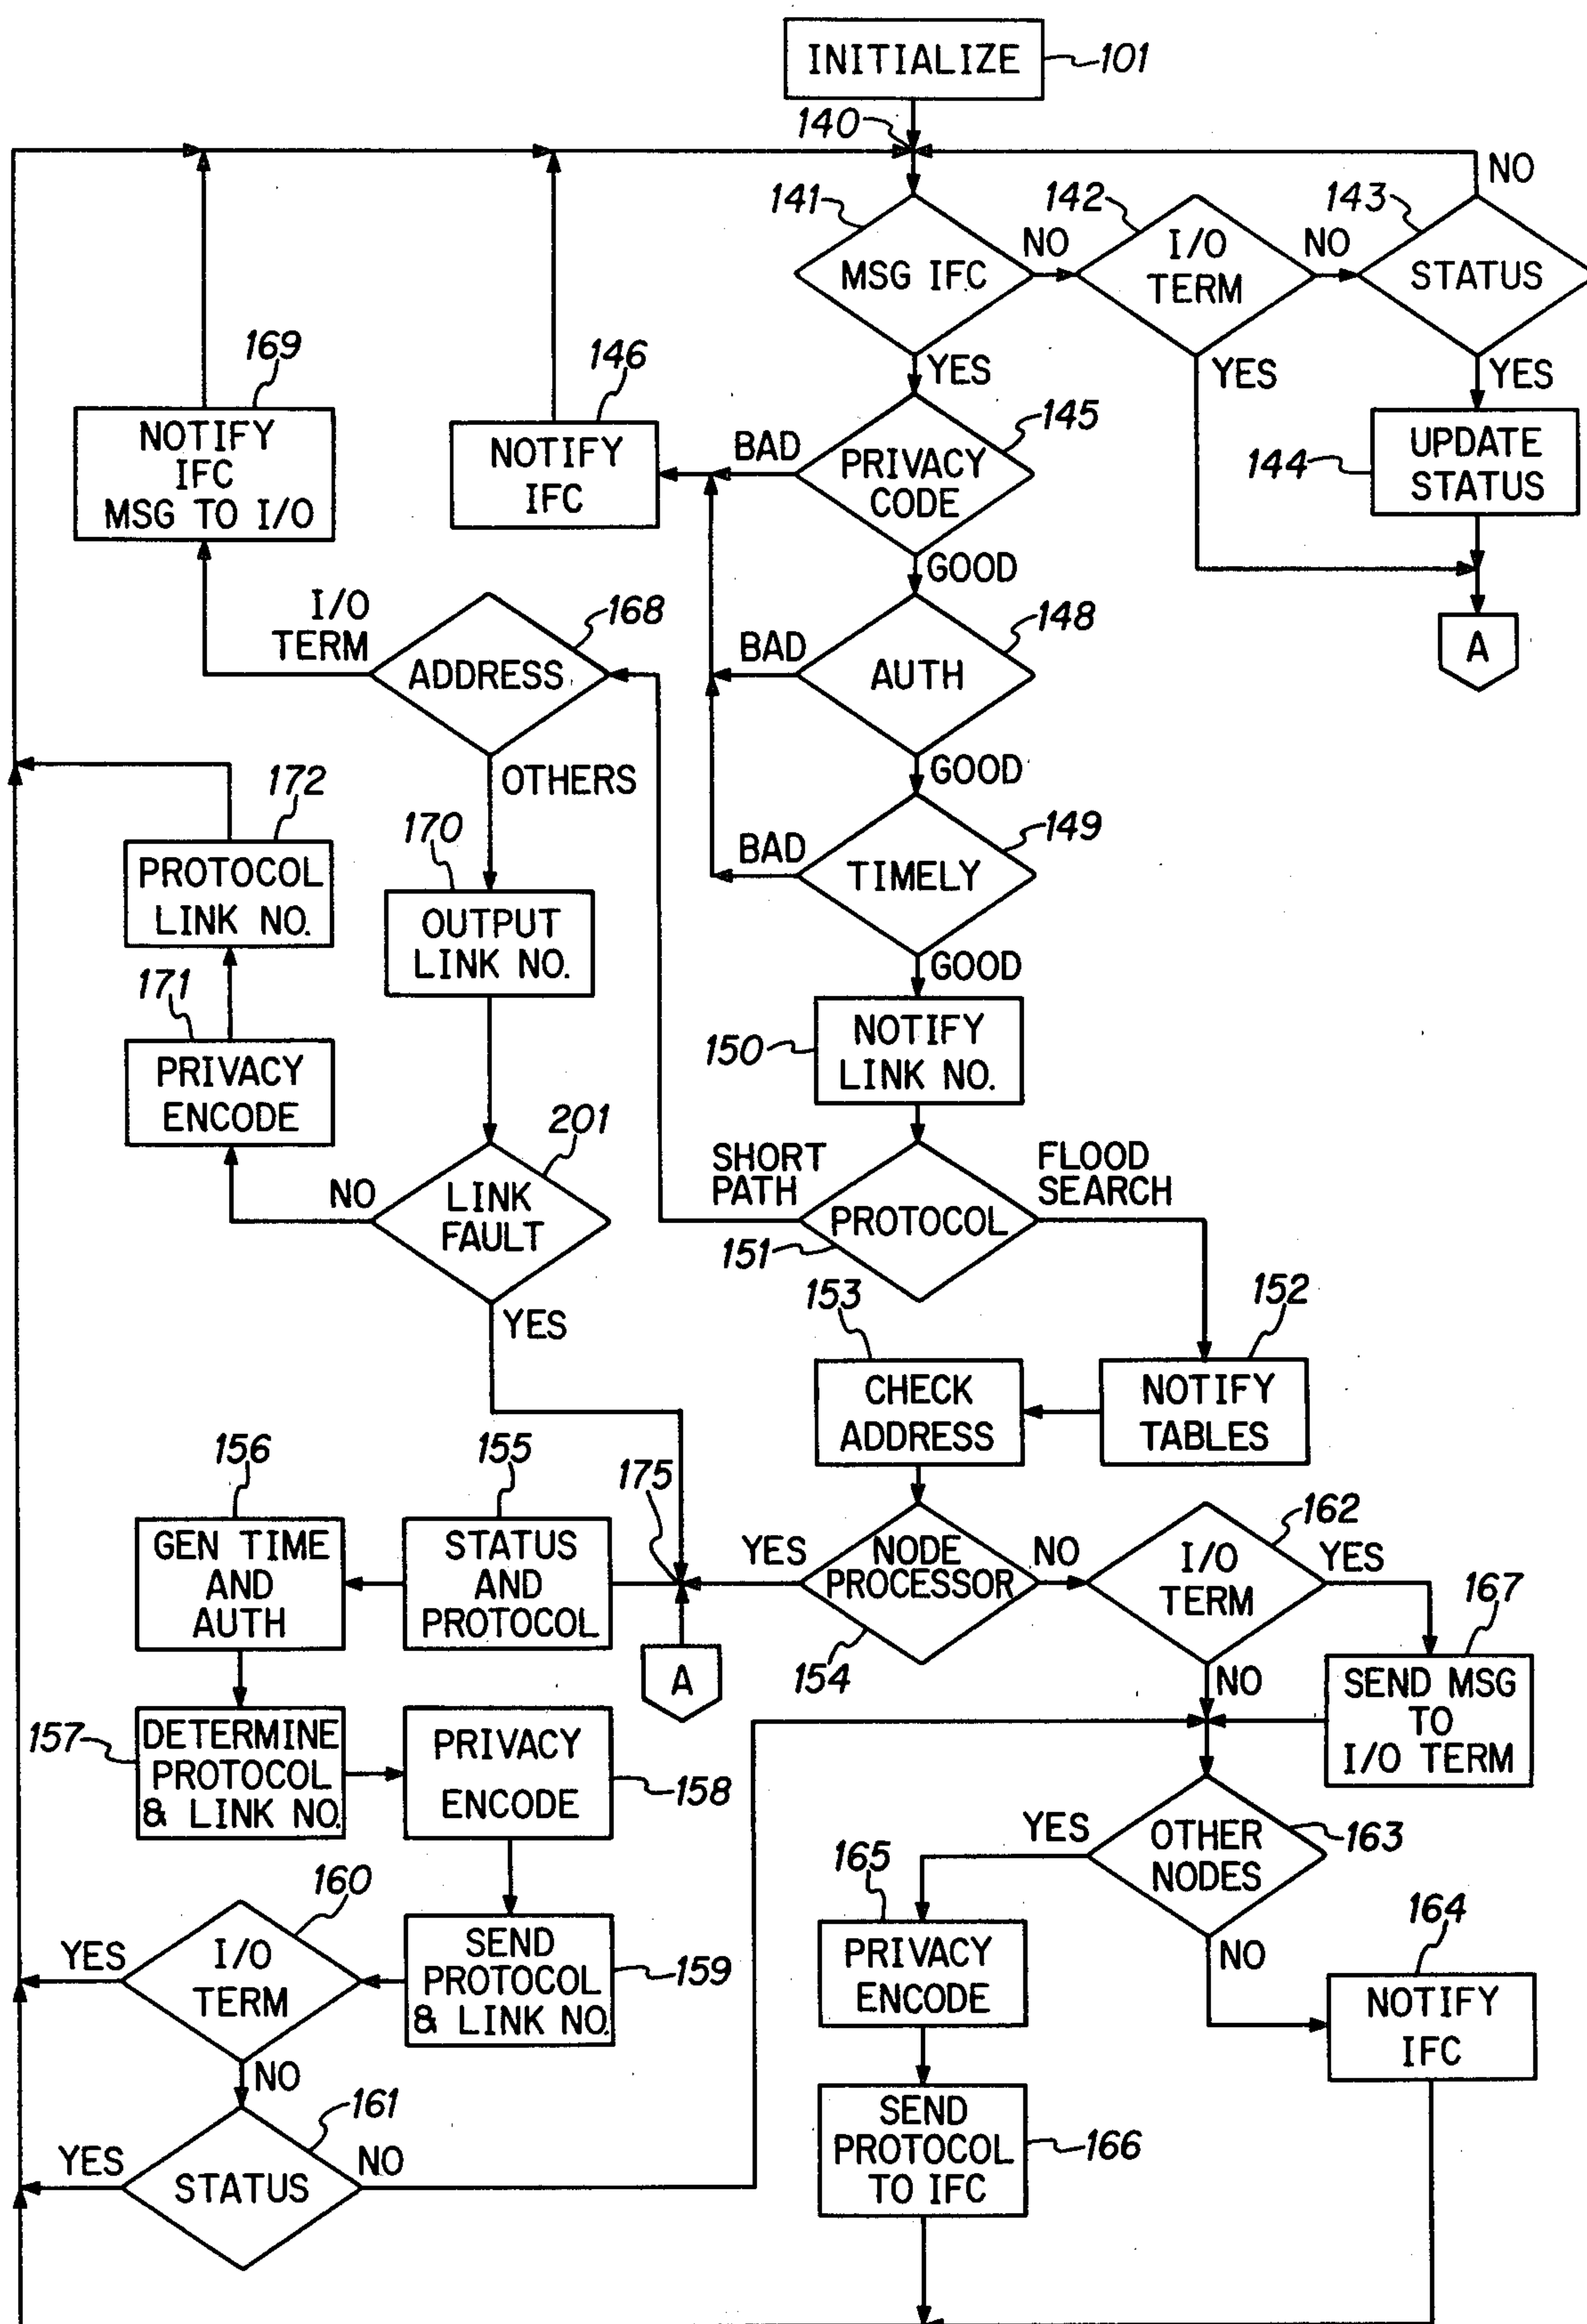 INITIALIZE
101
140
NO
141
MSG IFC
NO
142
I/O
TERM
NO
143
STATUS
YES
YES
YES
169
NOTIFY
IFC
MSG TO I/O
146
NOTIFY
IFC
BAD
PRIVACY
CODE
145
144
UPDATE
STATUS
GOOD
I/O
TERM
ADDRESS
168
BAD
AUTH
148
A
OTHERS
GOOD
172
PROTOCOL
LINK NO.
170
OUTPUT
LINK NO.
BAD
TIMELY
149
GOOD
171
PRIVACY
ENCODE
150
NOTIFY
LINK NO.
201
NO
LINK
FAULT
YES
SHORT
PATH
PROTOCOL
151
FLOOD
SEARCH
153
CHECK
ADDRESS
152
NOTIFY
TABLES
156
GEN TIME
AND
AUTH
155
STATUS
AND
PROTOCOL
175
YES
NODE
PROCESSOR
154
NO
I/O
TERM
162
YES
A
NO
167
SEND MSG
TO
I/O TERM
157
DETERMINE
PROTOCOL
& LINK NO.
PRIVACY
ENCODE
158
YES
OTHER
NODES
163
NO
160
YES
I/O
TERM
NO
SEND
PROTOCOL
& LINK NO.
159
165
PRIVACY
ENCODE
164
NOTIFY
IFC
161
YES
STATUS
NO
SEND
PROTOCOL
TO IFC
166